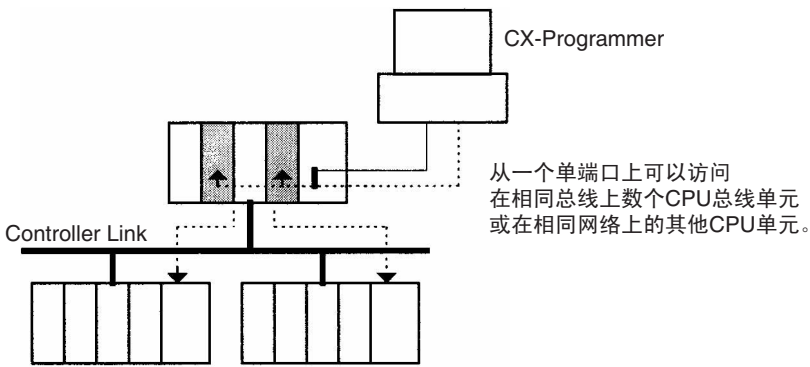 CX-Programmer
从一个单端口上可以访问
在相同总线上数个CPU总线单元
或在相同网络上的其他CPU单元。
Controller Link